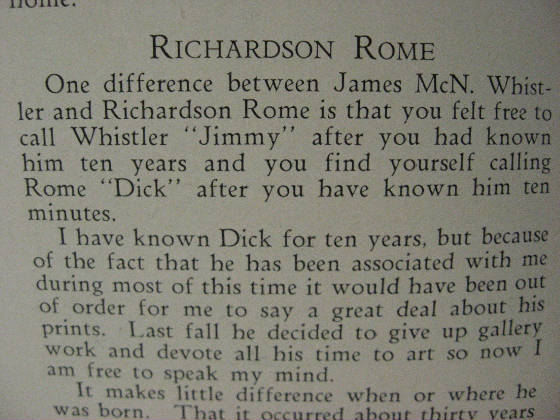 home.
RICHARDSON ROME
One difference between James McN. Whist-
ler and Richardson Rome is that you felt free to
call Whistler "Jimmy" after you had known
him ten years and you find yourself calling
Rome "Dick" after you have known him ten
minutes.
I have known Dick for ten years, but because
of the fact that he has been associated with me
during most of this time it would have been out
of order for me to say a great deal about his
prints. Last fall he decided to give up gallery
work and devote all his time to art so now I
am free to speak my mind.
It makes little difference when or where he
was born. That it occurred about thirty years